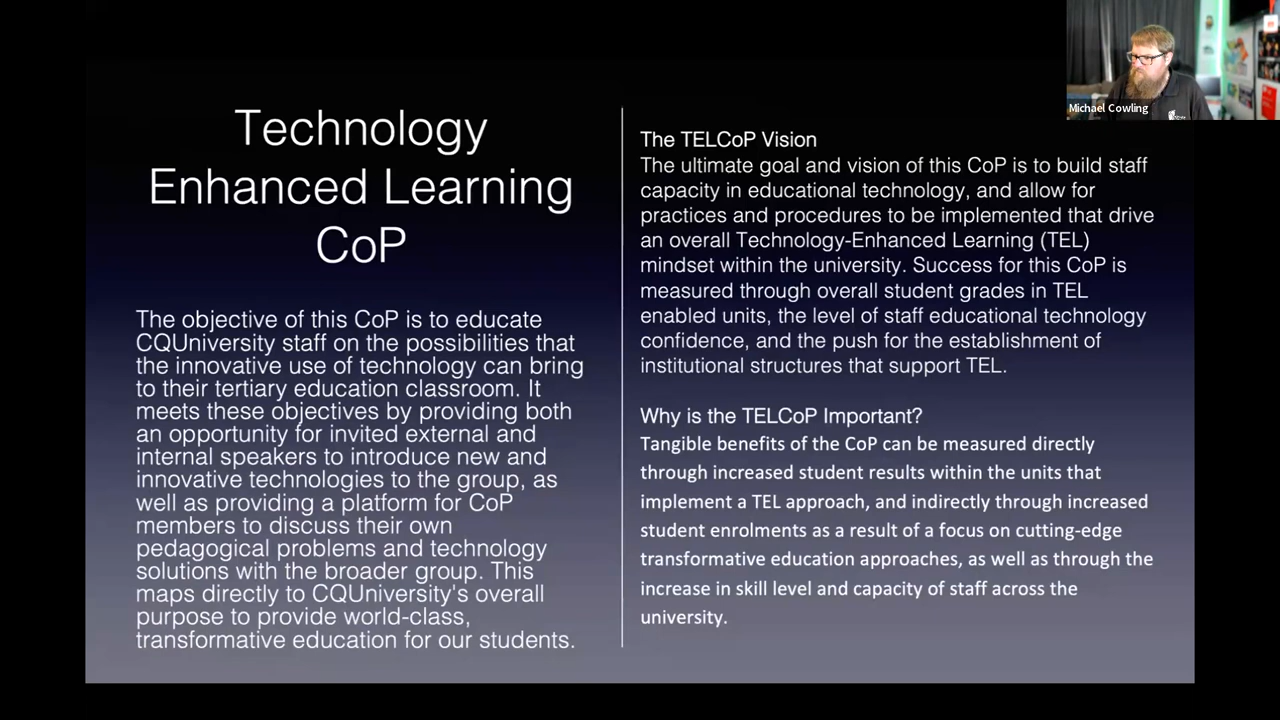 Technology
Enhanced Learning
CoP
The objective of this CoP is to educate
CQUniversity staff on the possibilities that
the innovative use of technology can bring
to their tertiary education classroom. It
meets these objectives by providing both
an opportunity for invited external and
internal speakers to introduce new and
innovative technologies to the group, as
well as providing a platform for CoP
members to discuss their own
pedagogical problems and technology
solutions with the broader group. This
maps directly to CQUniversity's overall
purpose to provide world-class,
transformative education for our students.
The TELCoP Vision
The ultimate goal and vision of this CoP is to build staff
capacity in educational technology, and allow for
practices and procedures to be implemented that drive
an overall Technology-Enhanced Learning (TEL)
mindset within the university. Success for this CoP is
measured through overall student grades in TEL
enabled units, the level of staff educational technology
confidence, and the push for the establishment of
institutional structures that support TEL.
Why is the TELCoP Important?
Tangible benefits of the CoP can be measured directly
through increased student results within the units that
implement a TEL approach, and indirectly through increased
student enrolments as a result of a focus on cutting-edge
transformative education approaches, as well as through the
increase in skill level and capacity of staff across the
university.
Michael Cowling